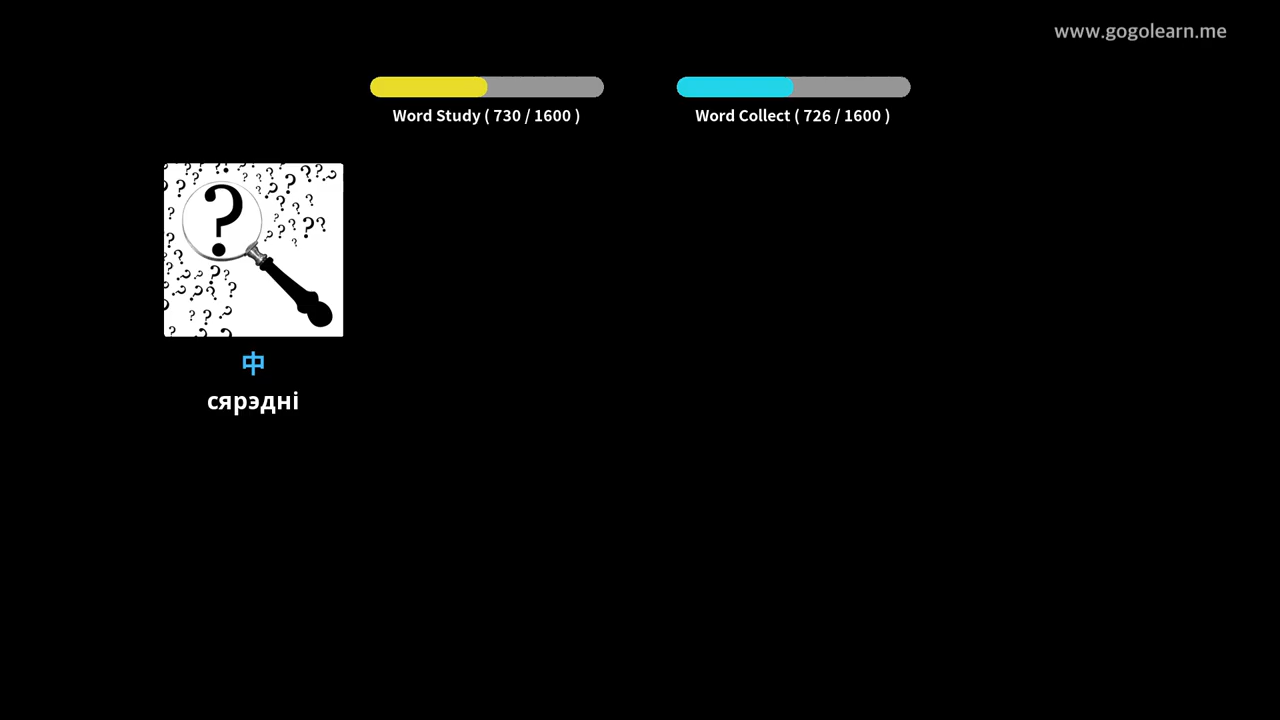 www.gogolearn.me
Word Study ( 730 / 1600 )
Word Collect ( 726 / 1600 )
中
сярэдні